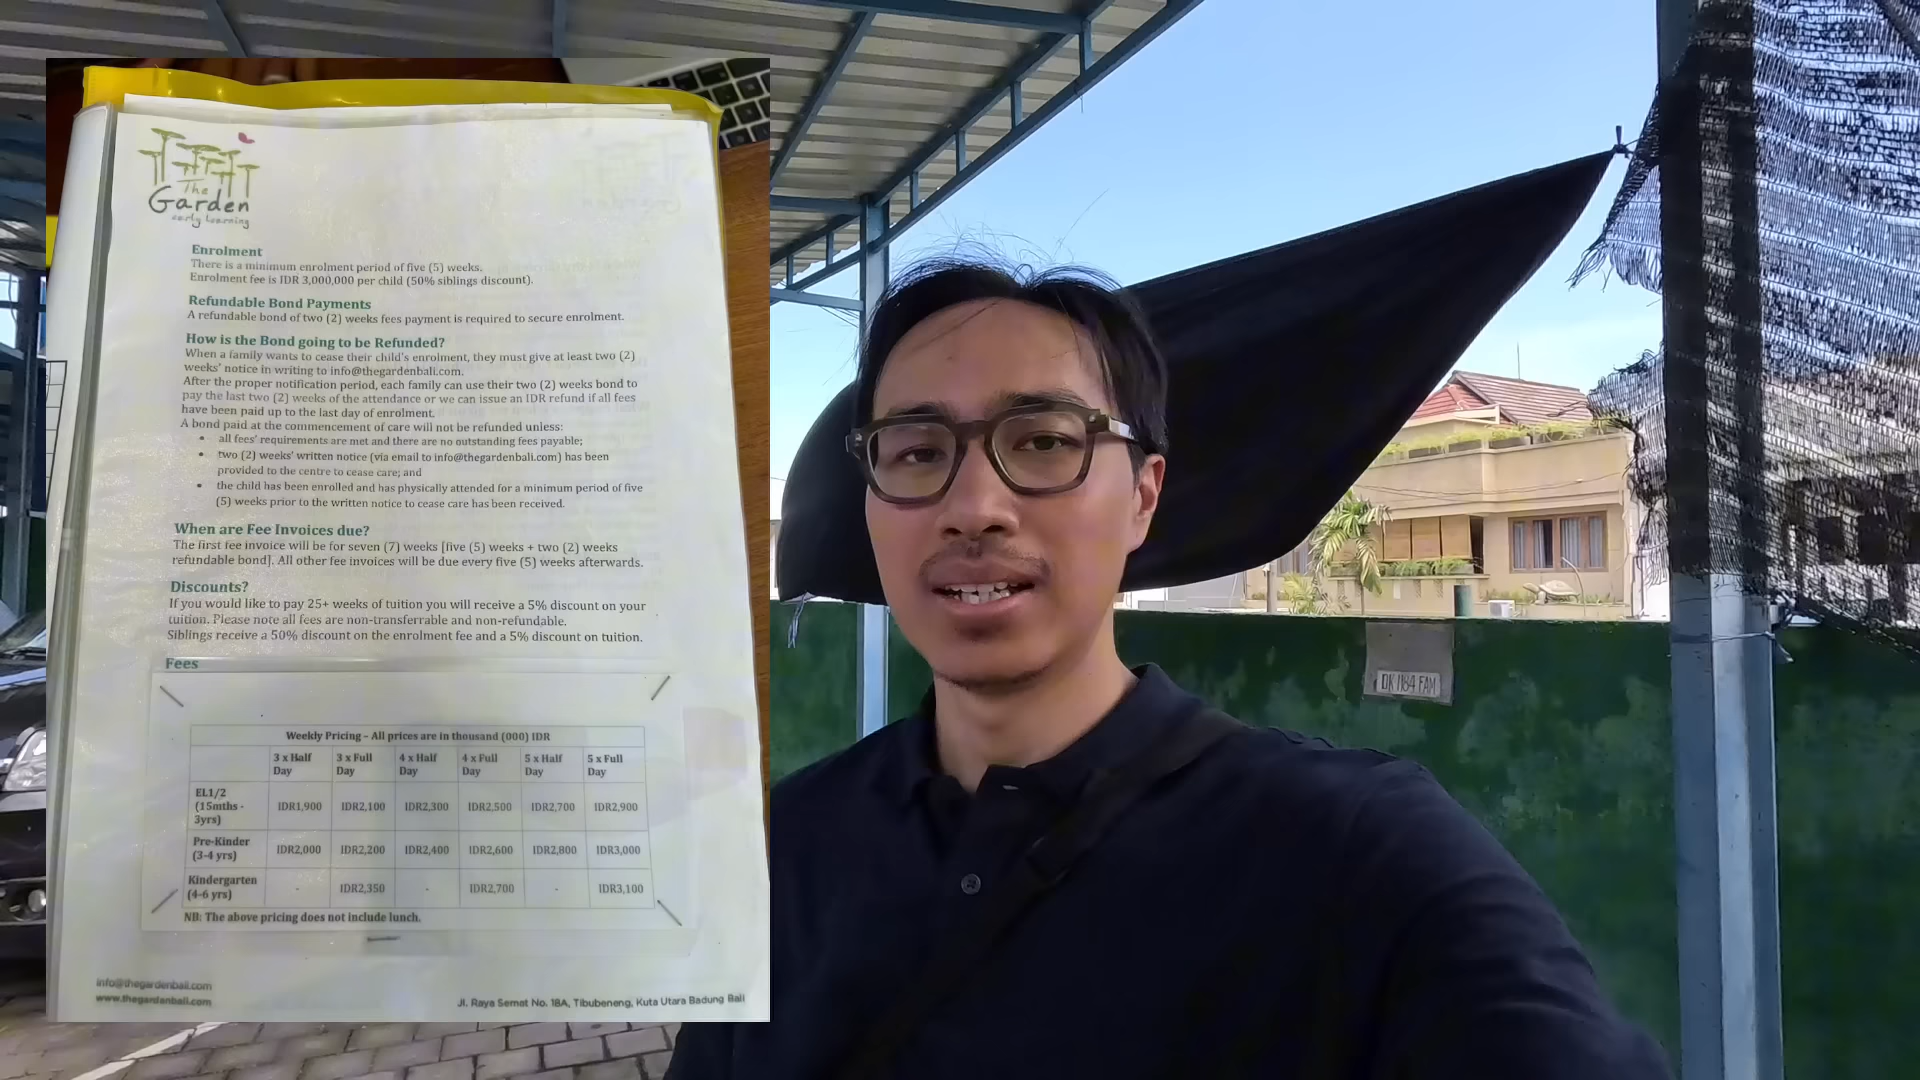 The
Garden
early learning
Enrolment
There is a minimum enrolment period of five (5) weeks.
Enrolment fee is IDR 3,000,000 per child (50% siblings discount).
Refundable Bond Payments
A refundable bond of two (2) weeks fees payment is required to secure enrolment.
How is the Bond going to be Refunded?
When a family wants to cease their child's enrolment, they must give at least two (2)
weeks' notice in writing to info@thegardenbali.com.
After the proper notification period, each family can use their two (2) weeks bond to
pay the last two (2) weeks of the attendance or we can issue an IDR refund if all fees
have been paid up to the last day of enrolment.
A bond paid at the commencement of care will not be refunded unless:
• all fees' requirements are met and there are no outstanding fees payable;
• two (2) weeks' written notice (via email to info@thegardenbali.com) has been
provided to the centre to cease care; and
• the child has been enrolled and has physically attended for a minimum period of five
(5) weeks prior to the written notice to cease care has been received.
When are Fee Invoices due?
The first fee invoice will be for seven (7) weeks [five (5) weeks + two (2) weeks
refundable bond]. All other fee invoices will be due every five (5) weeks afterwards.
Discounts?
If you would like to pay 25+ weeks of tuition you will receive a 5% discount on your
tuition. Please note all fees are non-transferrable and non-refundable.
Siblings receive a 50% discount on the enrolment fee and a 5% discount on tuition.
Fees
Weekly Pricing – All prices are in thousand (000) IDR
3 x Half Day 3 x Full Day 4 x Half Day 4 x Full Day 5 x Half Day 5 x Full Day
EL1/2 (15mths - 3yrs) IDR1,900 IDR2,100 IDR2,300 IDR2,500 IDR2,700 IDR2,900
Pre-Kinder (3-4 yrs) IDR2,000 IDR2,200 IDR2,400 IDR2,600 IDR2,800 IDR3,000
Kindergarten (4-6 yrs) - IDR2,350 - IDR2,700 - IDR3,100
NB: The above pricing does not include lunch.
info@thegardenbali.com
www.thegardenbali.com
Jl. Raya Semat No. 18A, Tibubeneng, Kuta Utara Badung Bali
DK 1184 FAM